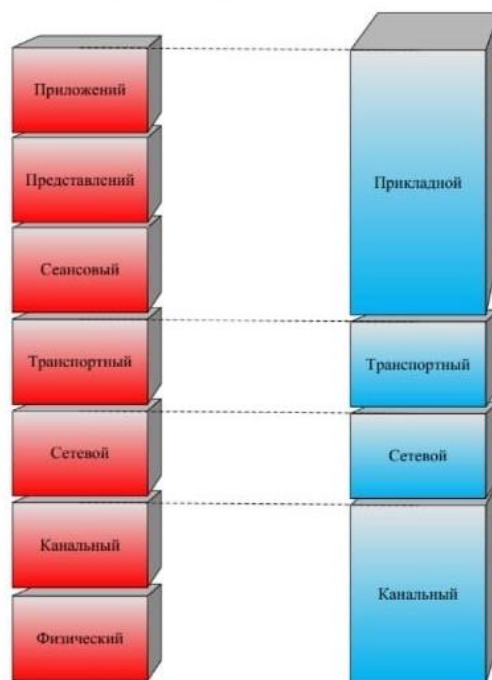 Приложений
Представлений
Сеансовый
Транспортный
Сетевой
Канальный
Физический
Прикладной
Транспортный
Сетевой
Канальный